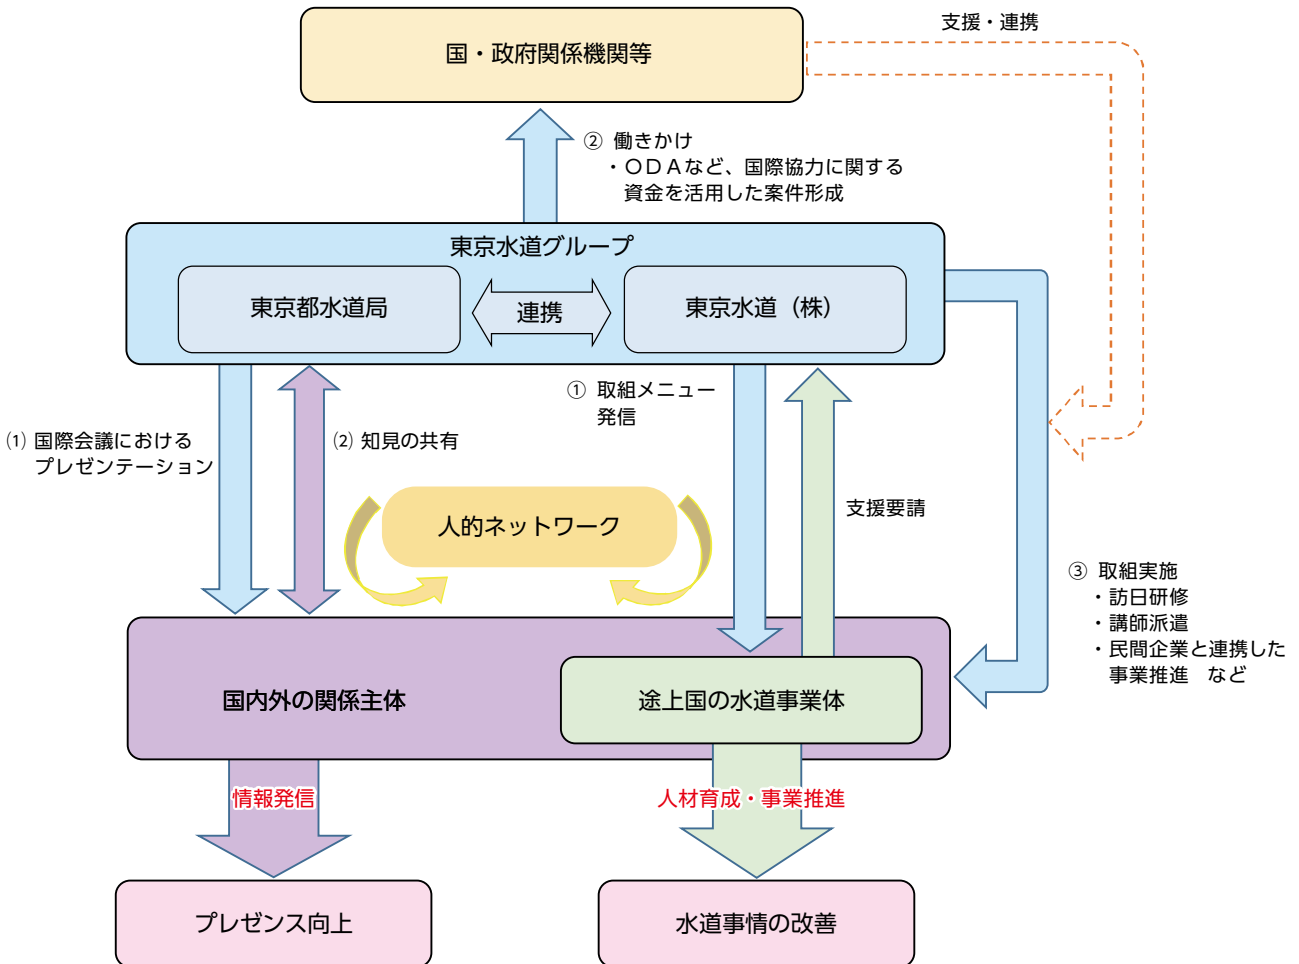 支援・連携
国・政府関係機関等
② 働きかけ
・ＯＤＡなど、国際協力に関する
資金を活用した案件形成
東京水道グループ
東京都水道局
連携
東京水道（株）
① 取組メニュー
発信
⑴ 国際会議における
プレゼンテーション
⑵ 知見の共有
支援要請
人的ネットワーク
③ 取組実施
・訪日研修
・講師派遣
・民間企業と連携した
事業推進　など
国内外の関係主体
途上国の水道事業体
情報発信
人材育成・事業推進
プレゼンス向上
水道事情の改善